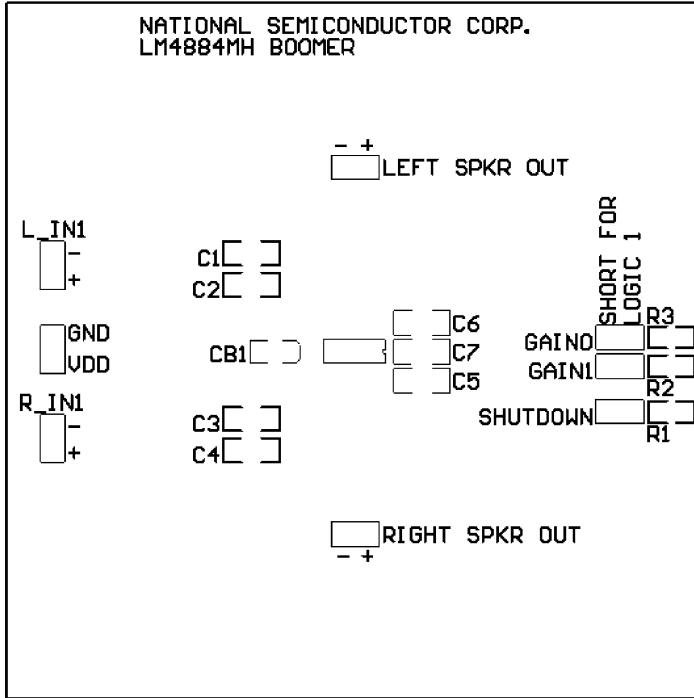 NATIONAL SEMICONDUCTOR CORP.
LM4884MH BOOMER
- +
LEFT SPKR OUT
L_IN1
-
+
C1
C2
SHORT FOR
LOGIC 1
GND
VDD
CB1
C6
C7
C5
GAIN0
R3
GAIN1
R2
SHUTDOWN
R1
R_IN1
-
+
C3
C4
RIGHT SPKR OUT
- +